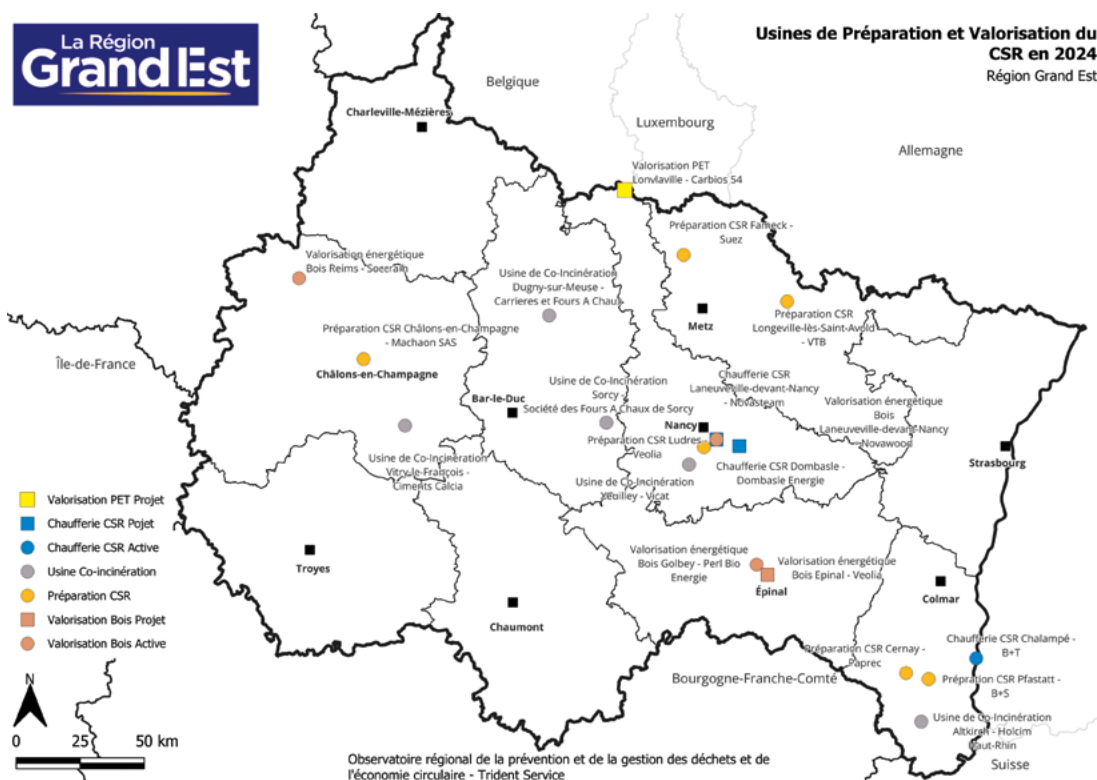 La Région
Grand Est
Usines de Préparation et Valorisation du
CSR en 2024
Région Grand Est
Belgique
Luxembourg
Allemagne
Charleville-Mézières
Valorisation PET
Lonvlaville - Carbios 54
Préparation CSR Fameck -
Suez
Valorisation énergétique
Bois Reims - Soeerain
Usine de Co-Incinération
Dugny-sur-Meuse -
Carrieres et Fours A Chaux
Metz
Préparation CSR
Longeville-lès-Saint-Avold
- VTB
Préparation CSR Châlons-en-Champagne
- Machaon SAS
Île-de-France
Châlons-en-Champagne
Chaufferie CSR
Laneuveville-devant-Nancy
- Novasteam
Usine de Co-Incinération
Sorcy -
Société des Fours A Chaux de Sorcy
Bar-le-Duc
Valorisation énergétique
Bois
Laneuveville-devant-Nancy
- Novawood
Nancy
Préparation CSR Ludres -
Veolia
Strasbourg
Usine de Co-Incinération
Vitry-le-François -
Ciments Calcia
Chaufferie CSR Dombasle -
Dombasle Energie
Usine de Co-Incinération
Xeuilley - Vicat
Valorisation PET Projet
Chaufferie CSR Pojet
Chaufferie CSR Active
Usine Co-incinération
Préparation CSR
Valorisation Bois Projet
Valorisation Bois Active
Troyes
Valorisation énergétique
Bois Golbey - Perl Bio
Energie
Valorisation énergétique
Bois Epinal - Veolia
Épinal
Colmar
Chaumont
Chaufferie CSR Chalampé -
B+T
Préparation CSR Cernay -
Paprec
Bourgogne-Franche-Comté
Prépration CSR Pfastatt -
B+S
Usine de Co-Incinération
Altkirch - Holcim
Haut-Rhin
Suisse
N
0 25 50 km
Observatoire régional de la prévention et de la gestion des déchets et de
l'économie circulaire - Trident Service